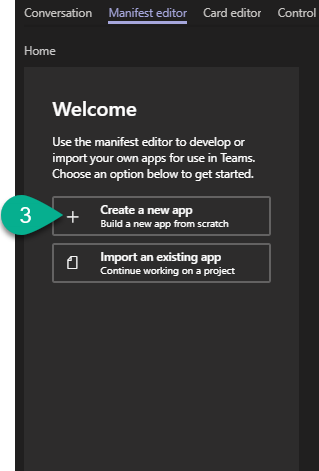 Conversation Manifest editor Card editor Control
Home
Welcome
Use the manifest editor to develop or
import your own apps for use in Teams.
Choose an option below to get started.
3
Create a new app
Build a new app from scratch
Import an existing app
Continue working on a project